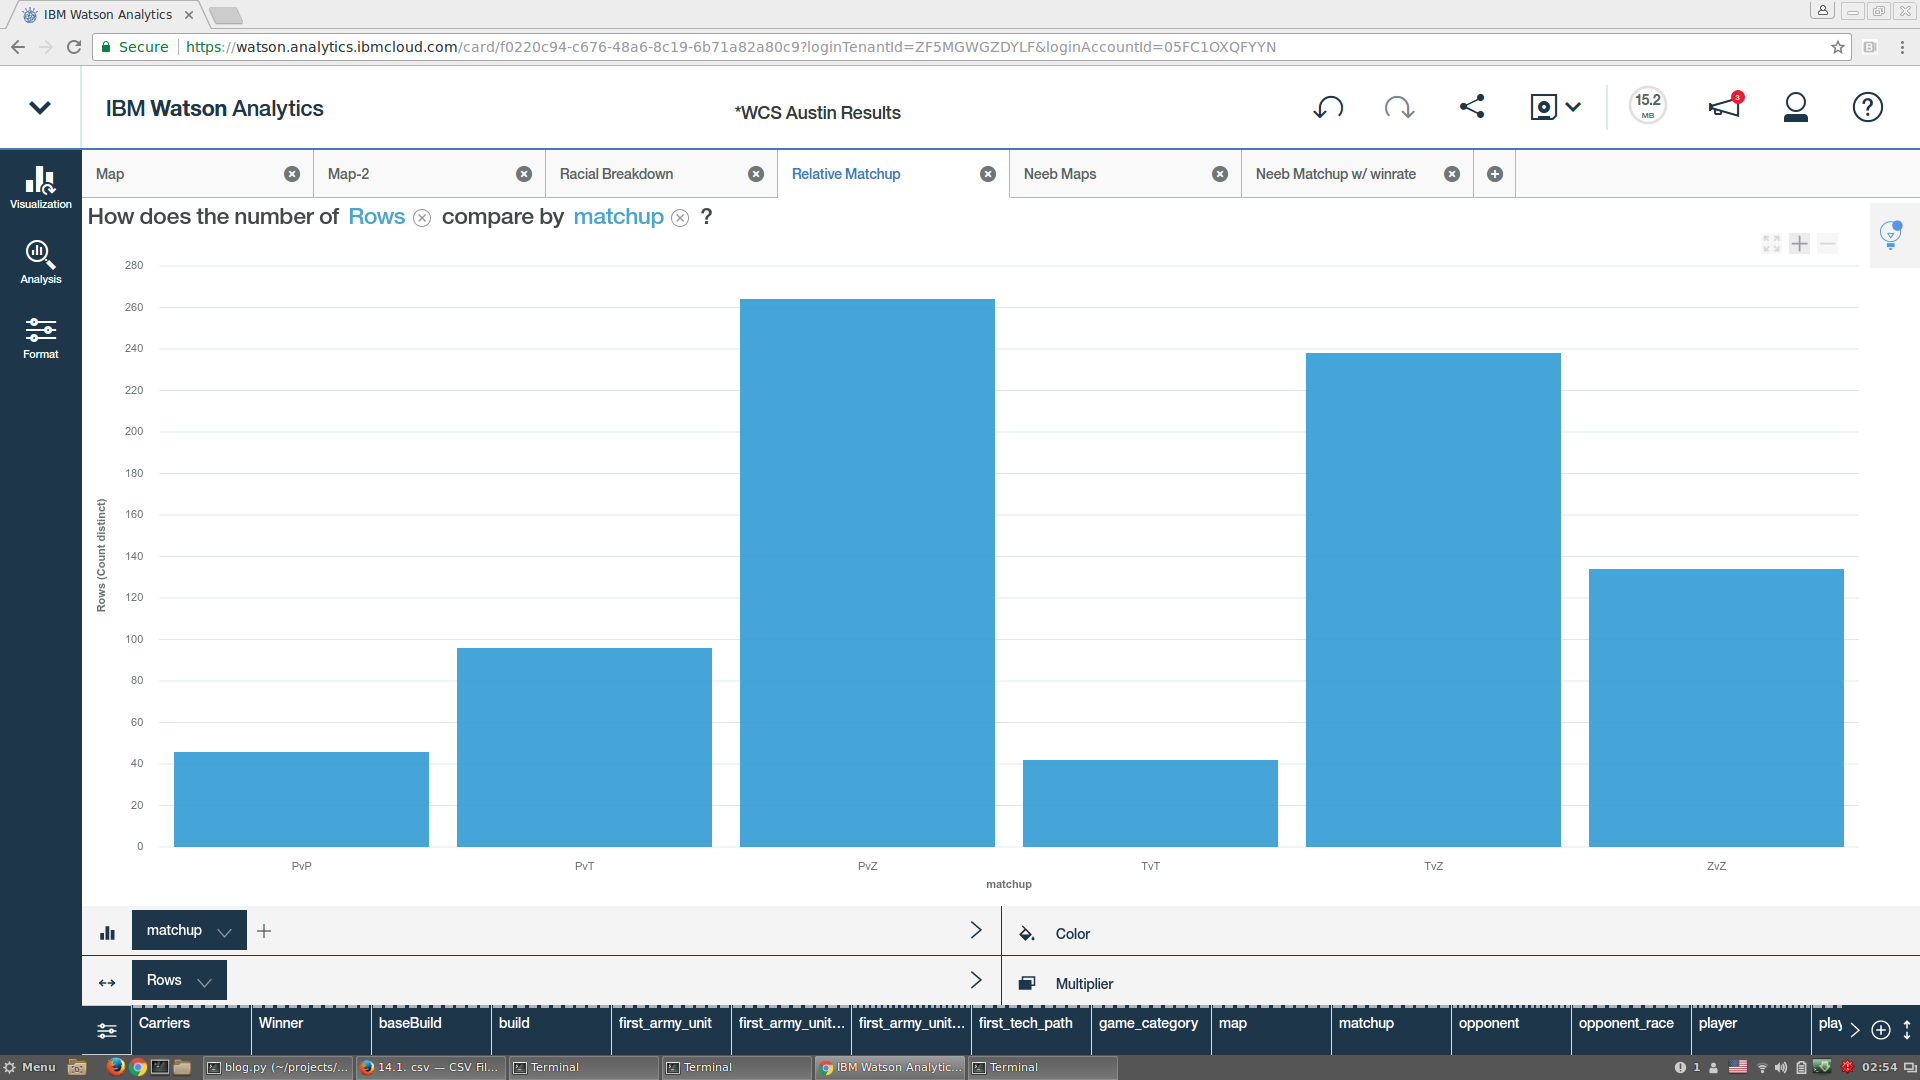 IBM Watson Analytics
Secure https://watson.analytics.ibmcloud.com/card/f0220c94-c676-48a6-8c19-6b71a82a80c9?loginTenantId=ZF5MGWGZDYLF&loginAccountId=05FC1OXQFYYN
IBM Watson Analytics
*WCS Austin Results
15.2
MB
3
Map
Map-2
Racial Breakdown
Relative Matchup
Neeb Maps
Neeb Matchup w/ winrate
Visualization
Analysis
Format
How does the number of Rows compare by matchup ?
280
260
240
220
200
180
160
140
120
100
80
60
40
20
0
Rows (Count distinct)
PvP
PvT
PvZ
TvT
TvZ
ZvZ
matchup
matchup
Color
Rows
Multiplier
Carriers
Winner
baseBuild
build
first_army_unit
first_army_unit...
first_army_unit...
first_tech_path
game_category
map
matchup
opponent
opponent_race
player
play
Menu
blog.py (~/projects/...
14.1. csv — CSV Fil...
Terminal
Terminal
IBM Watson Analytic...
Terminal
1
02:54